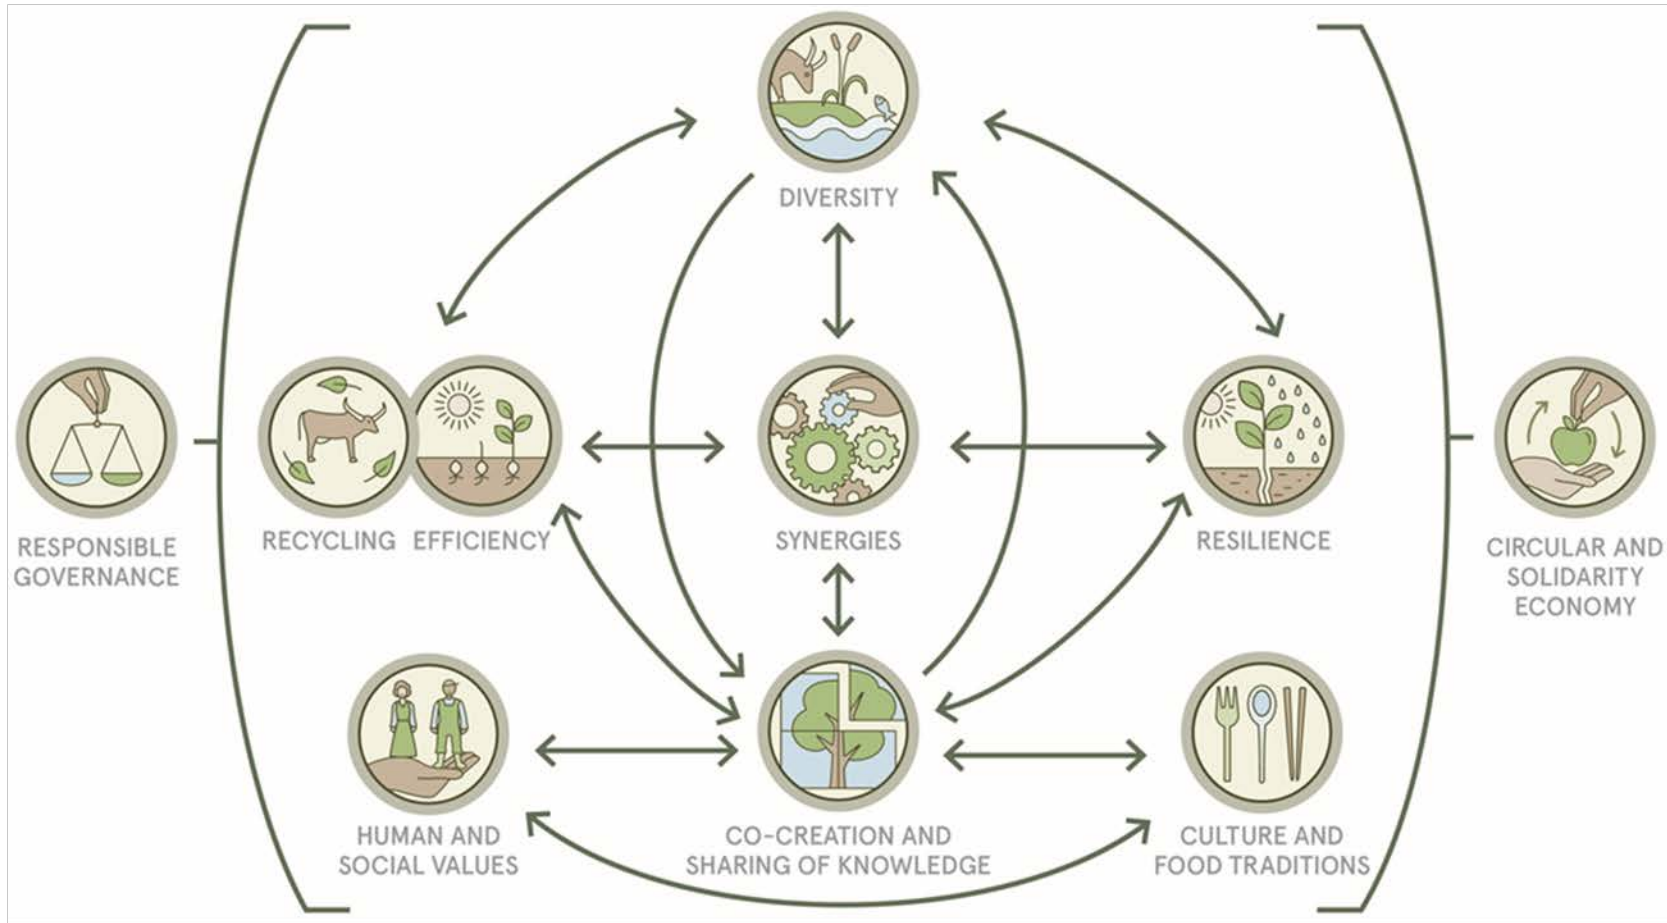 DIVERSITY
RESPONSIBLE
GOVERNANCE
RECYCLING
EFFICIENCY
SYNERGIES
RESILIENCE
CIRCULAR AND
SOLIDARITY
ECONOMY
HUMAN AND
SOCIAL VALUES
CO-CREATION AND
SHARING OF KNOWLEDGE
CULTURE AND
FOOD TRADITIONS